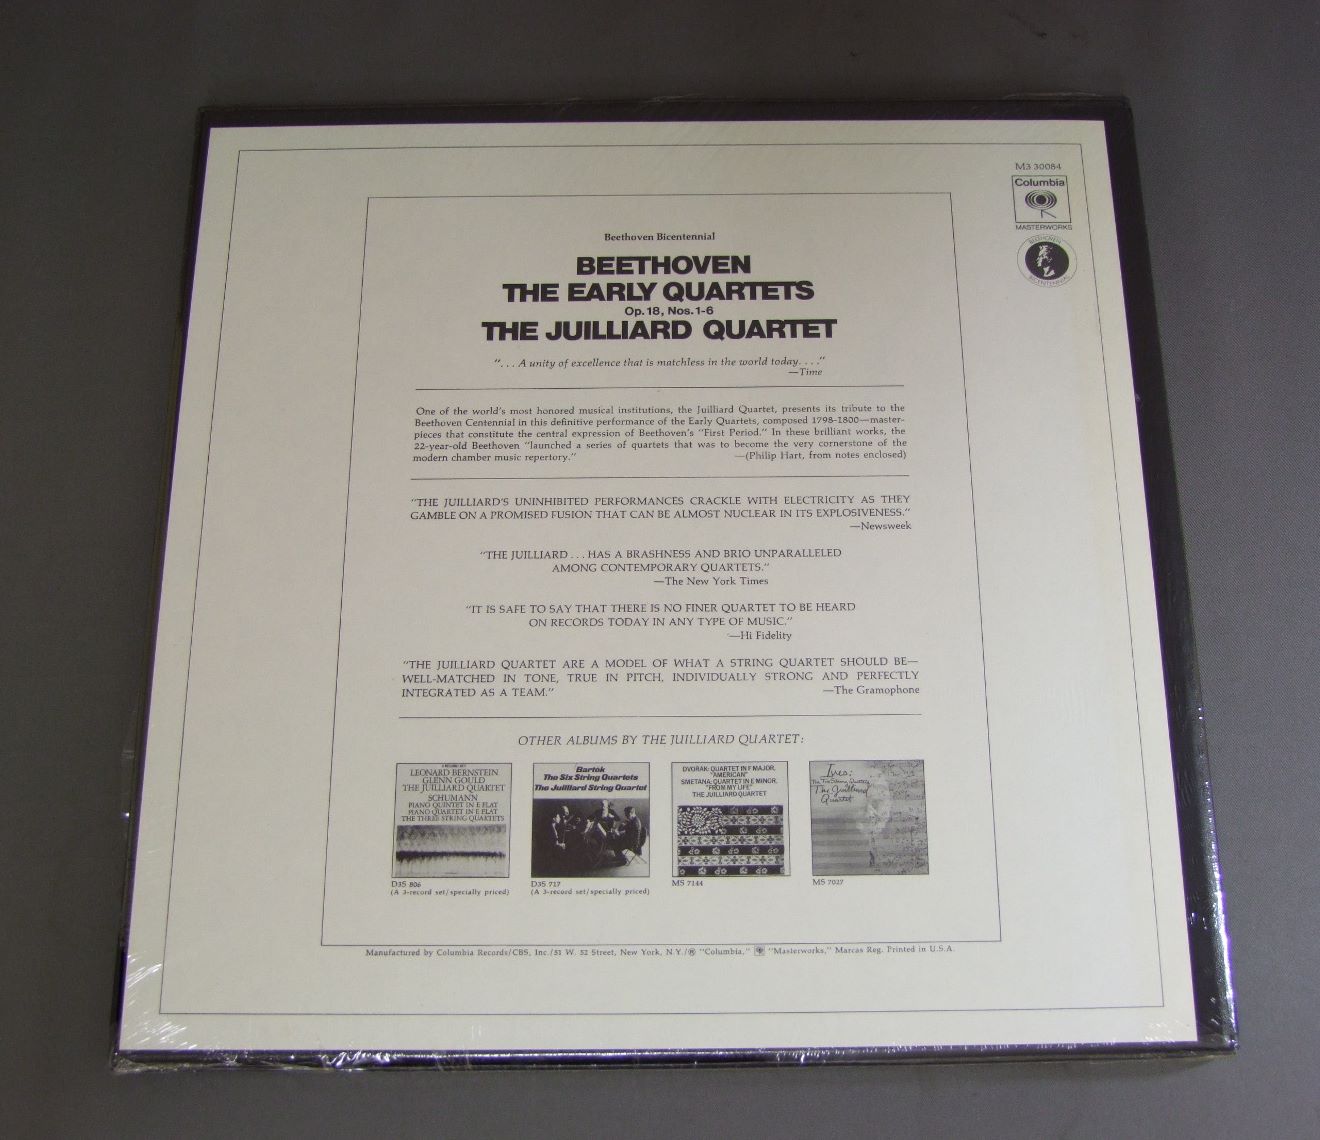 M3 30084
Columbia
MASTERWORKS
BEETHOVEN
BICENTENNIAL
Beethoven Bicentennial
BEETHOVEN
THE EARLY QUARTETS
Op. 18, Nos. 1-6
THE JUILLIARD QUARTET
". . . A unity of excellence that is matchless in the world today. . . ."
—Time
One of the world's most honored musical institutions, the Juilliard Quartet, presents its tribute to the
Beethoven Centennial in this definitive performance of the Early Quartets, composed 1798-1800—master-
pieces that constitute the central expression of Beethoven's "First Period." In these brilliant works, the
22-year-old Beethoven "launched a series of quartets that was to become the very cornerstone of the
modern chamber music repertory." —(Philip Hart, from notes enclosed)
"THE JUILLIARD'S UNINHIBITED PERFORMANCES CRACKLE WITH ELECTRICITY AS THEY
GAMBLE ON A PROMISED FUSION THAT CAN BE ALMOST NUCLEAR IN ITS EXPLOSIVENESS."
—Newsweek
"THE JUILLIARD . . . HAS A BRASHNESS AND BRIO UNPARALLELED
AMONG CONTEMPORARY QUARTETS."
—The New York Times
"IT IS SAFE TO SAY THAT THERE IS NO FINER QUARTET TO BE HEARD
ON RECORDS TODAY IN ANY TYPE OF MUSIC."
—Hi Fidelity
"THE JUILLIARD QUARTET ARE A MODEL OF WHAT A STRING QUARTET SHOULD BE—
WELL-MATCHED IN TONE, TRUE IN PITCH, INDIVIDUALLY STRONG AND PERFECTLY
INTEGRATED AS A TEAM." —The Gramophone
OTHER ALBUMS BY THE JUILLIARD QUARTET:
LEONARD BERNSTEIN
GLENN GOULD
THE JUILLIARD QUARTET
SCHUMANN
PIANO QUINTET IN E FLAT
PIANO QUARTET IN E FLAT
THE THREE STRING QUARTETS
D3S 806
(A 3-record set/specially priced)
Bartók
The Six String Quartets
The Juilliard String Quartet
D3S 717
(A 3-record set/specially priced)
DVORAK: QUARTET IN F MAJOR,
"AMERICAN"
SMETANA: QUARTET IN E MINOR,
"FROM MY LIFE"
THE JUILLIARD QUARTET
MS 7144
Ives:
The Two String Quartets
The Juilliard
Quartet
MS 7027
Manufactured by Columbia Records/CBS, Inc./51 W. 52 Street, New York, N.Y./® "Columbia," "Masterworks," Marcas Reg. Printed in U.S.A.